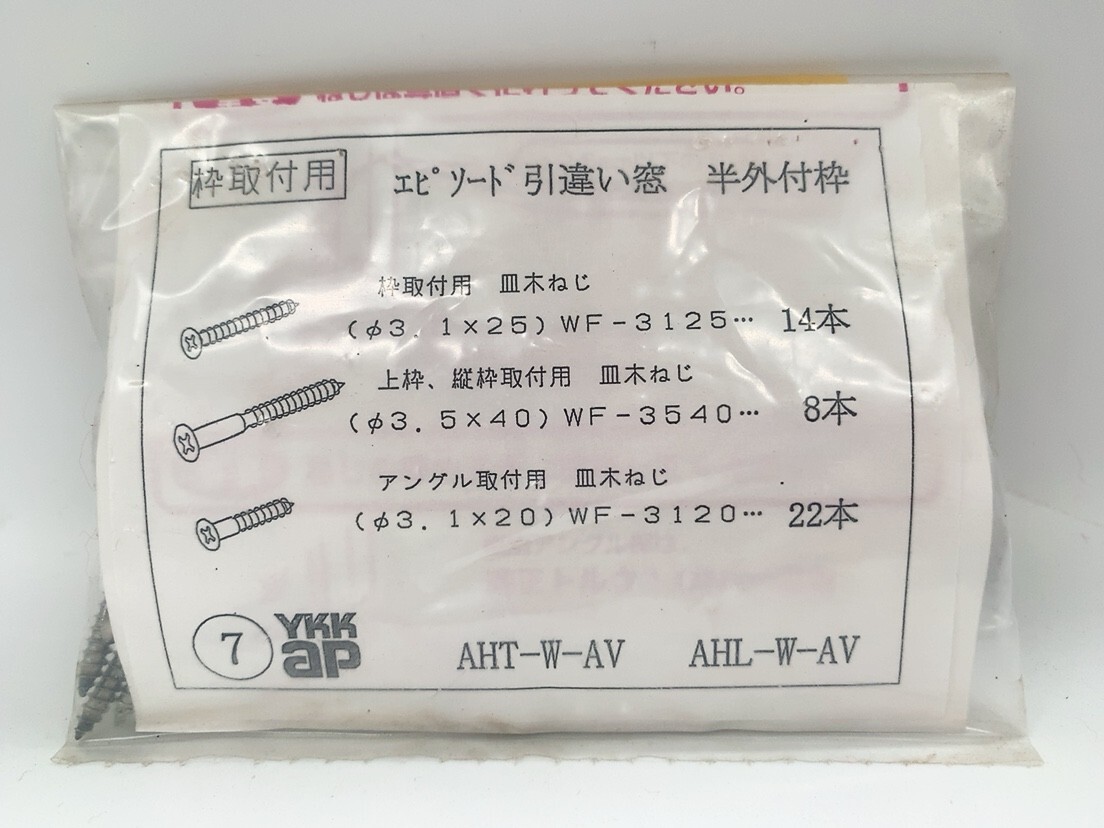 枠取付用 エピソード引違い窓 半外付枠
枠取付用 皿木ねじ
(φ3.1×25)WF-3125… 14本
上枠、縦枠取付用 皿木ねじ
(φ3.5×40)WF-3540… 8本
アングル取付用 皿木ねじ
(φ3.1×20)WF-3120… 22本
7 YKK ap AHT-W-AV AHL-W-AV